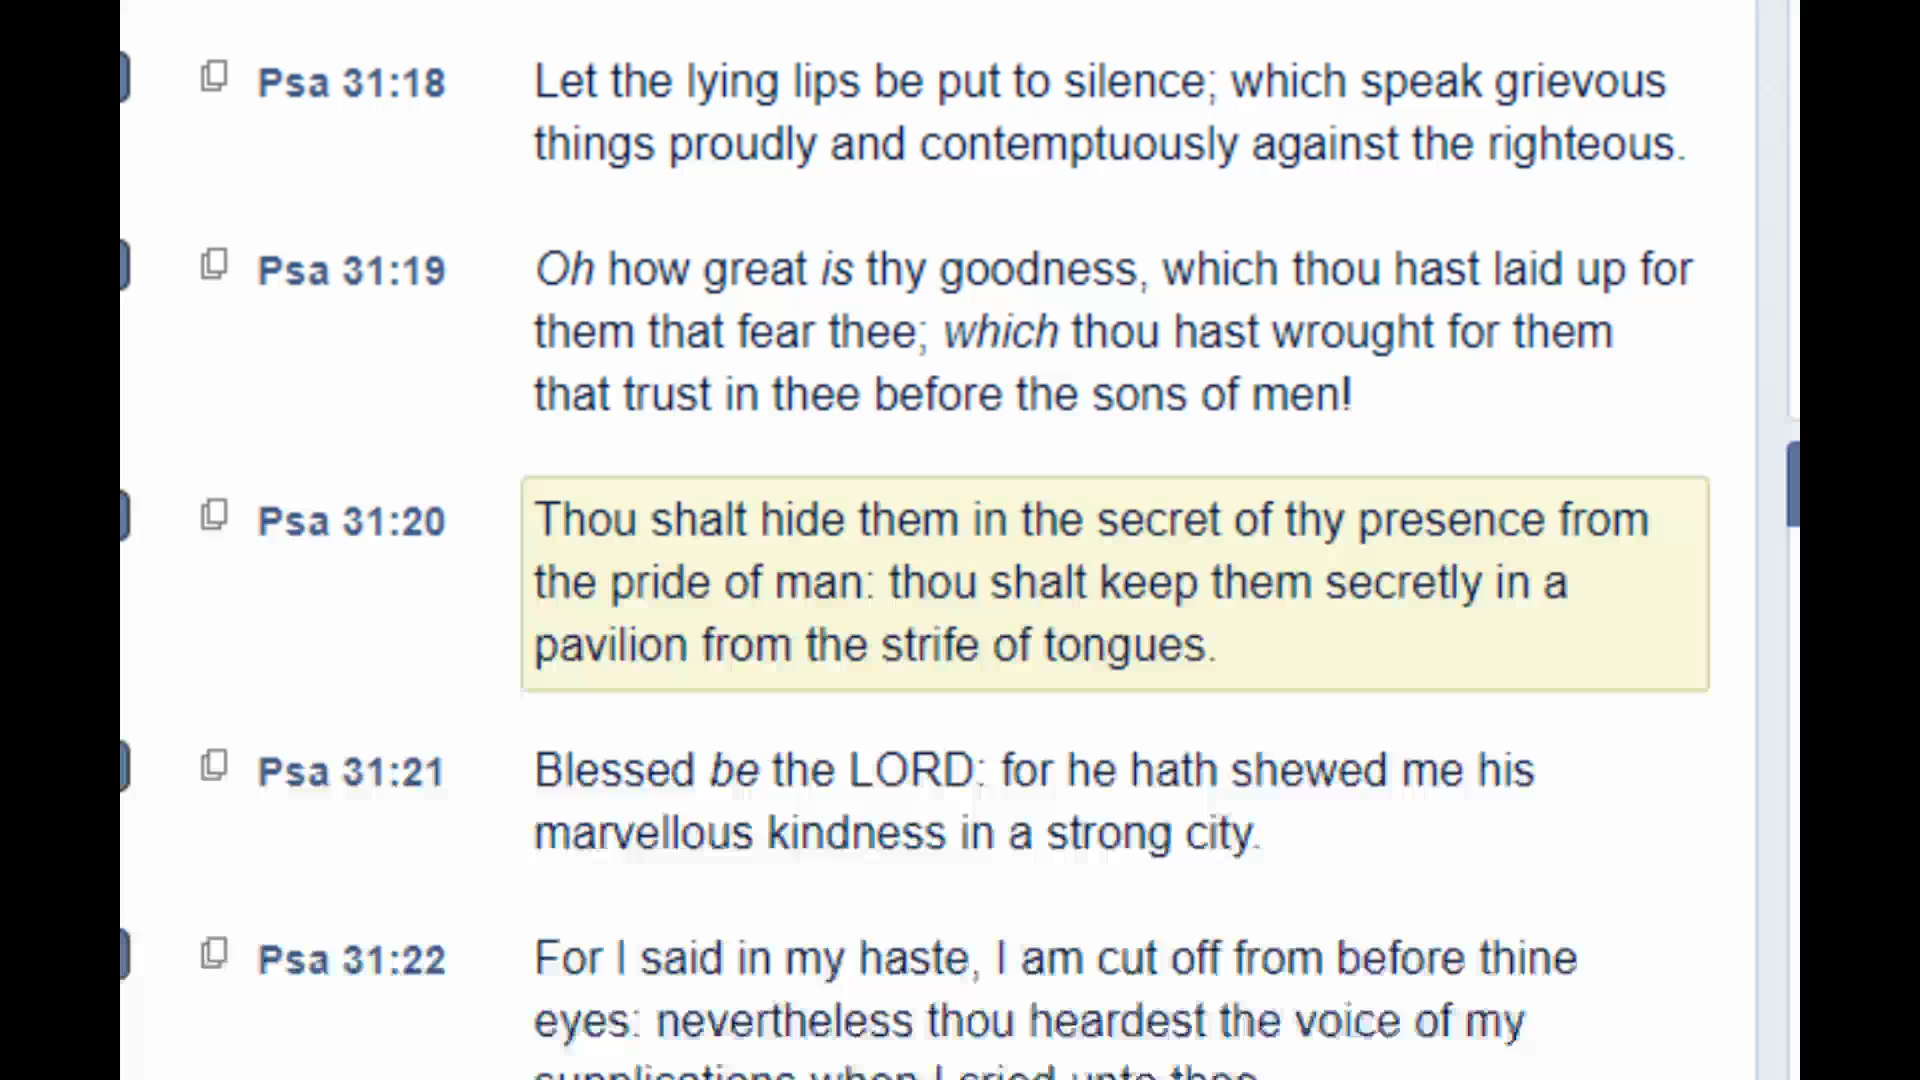 Psa 31:18 Let the lying lips be put to silence; which speak grievous
things proudly and contemptuously against the righteous.
Psa 31:19 Oh how great is thy goodness, which thou hast laid up for
them that fear thee; which thou hast wrought for them
that trust in thee before the sons of men!
Psa 31:20 Thou shalt hide them in the secret of thy presence from
the pride of man: thou shalt keep them secretly in a
pavilion from the strife of tongues.
Psa 31:21 Blessed be the LORD: for he hath shewed me his
marvellous kindness in a strong city.
Psa 31:22 For I said in my haste, I am cut off from before thine
eyes: nevertheless thou heardest the voice of my
supplications when I cried unto thee.